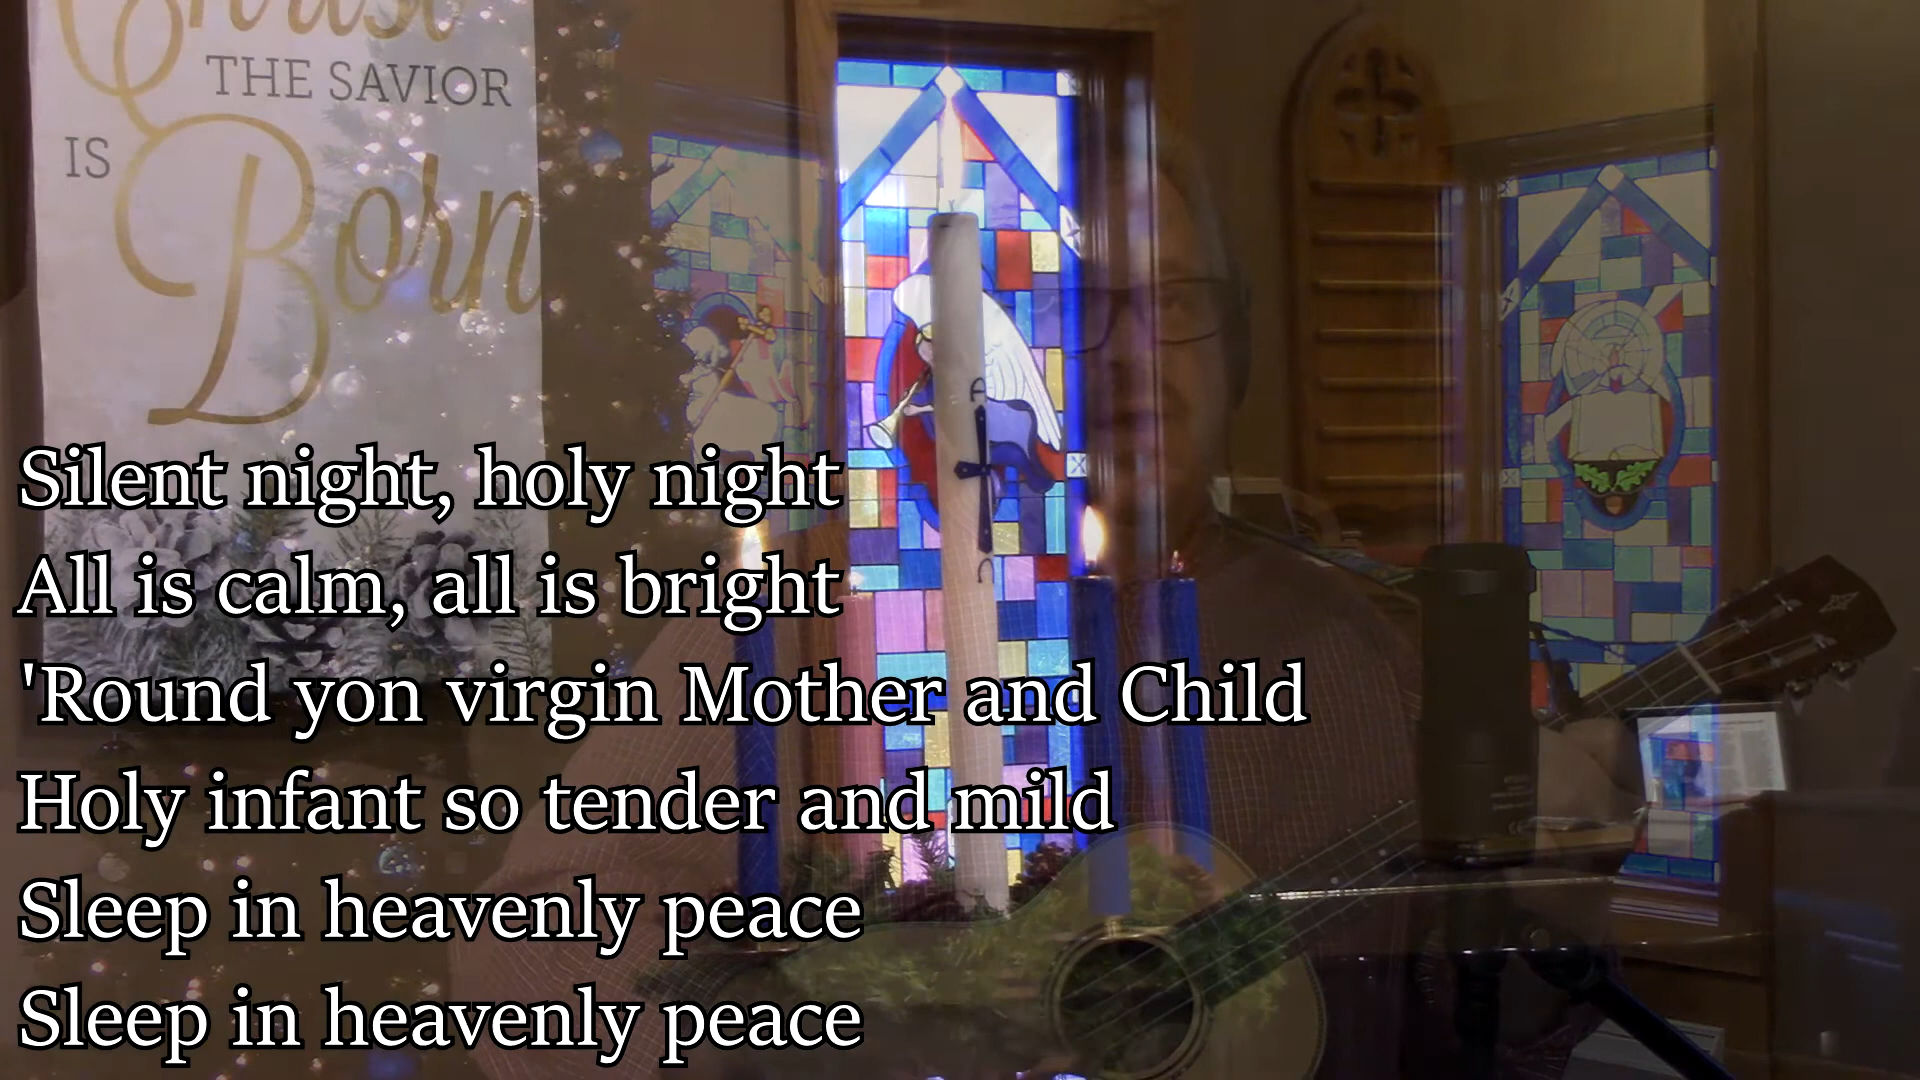 Christ
THE SAVIOR
IS
Born
Silent night, holy night
All is calm, all is bright
'Round yon virgin Mother and Child
Holy infant so tender and mild
Sleep in heavenly peace
Sleep in heavenly peace